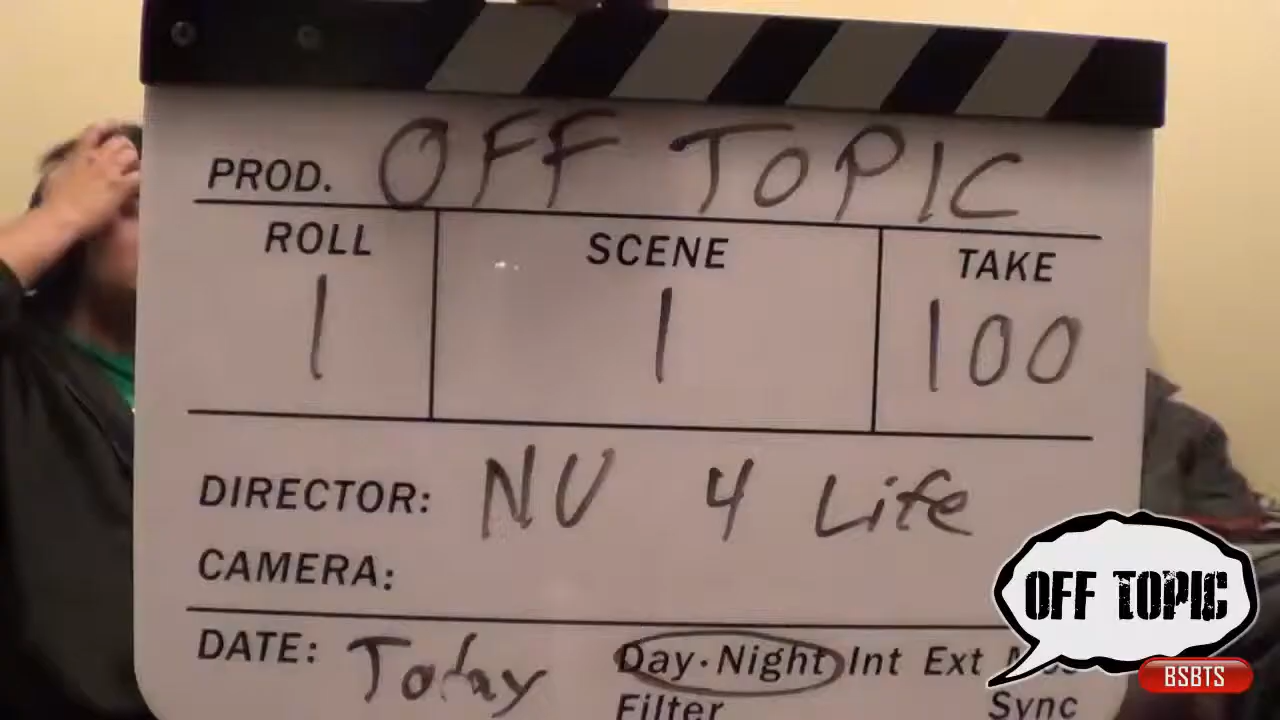 PROD. OFF TOPIC
ROLL SCENE TAKE
1 1 100
DIRECTOR: NU 4 Life
CAMERA:
DATE: Today Day·Night Int Ext
Filter Sync
OFF TOPIC
BSBTS